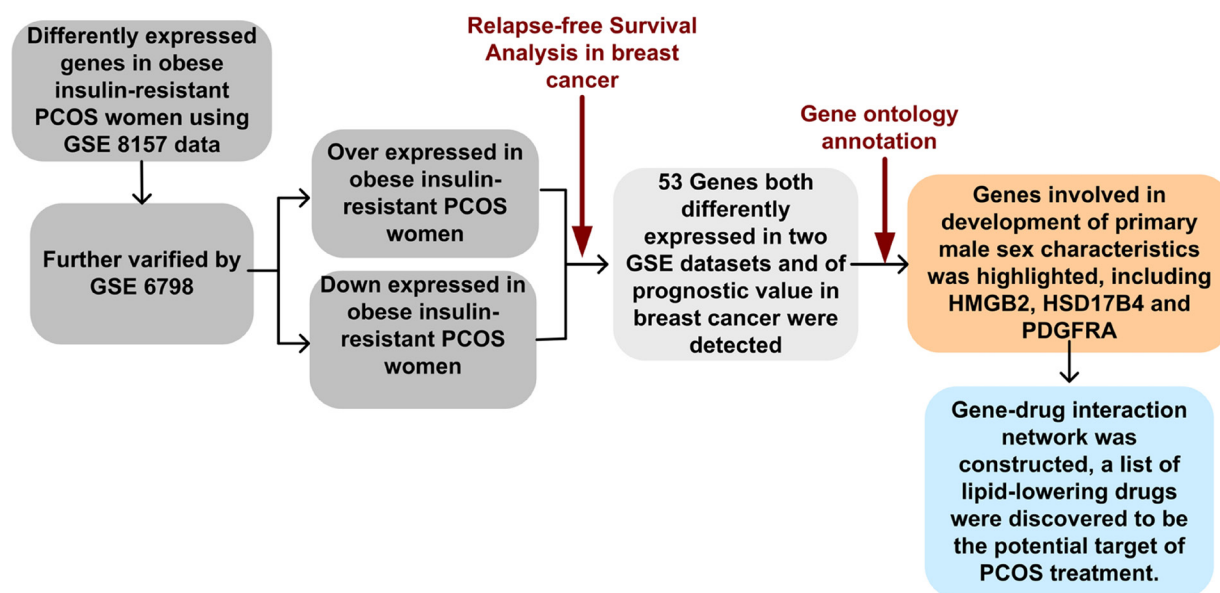 Differently expressed
genes in obese
insulin-resistant
PCOS women using
GSE 8157 data
Further varified by
GSE 6798
Over expressed in
obese insulin-
resistant PCOS
women
Down expressed in
obese insulin-
resistant PCOS
women
Relapse-free Survival
Analysis in breast
cancer
53 Genes both
differently
expressed in two
GSE datasets and of
prognostic value in
breast cancer were
detected
Gene ontology
annotation
Genes involved in
development of primary
male sex characteristics
was highlighted, including
HMGB2, HSD17B4 and
PDGFRA
Gene-drug interaction
network was
constructed, a list of
lipid-lowering drugs
were discovered to be
the potential target of
PCOS treatment.